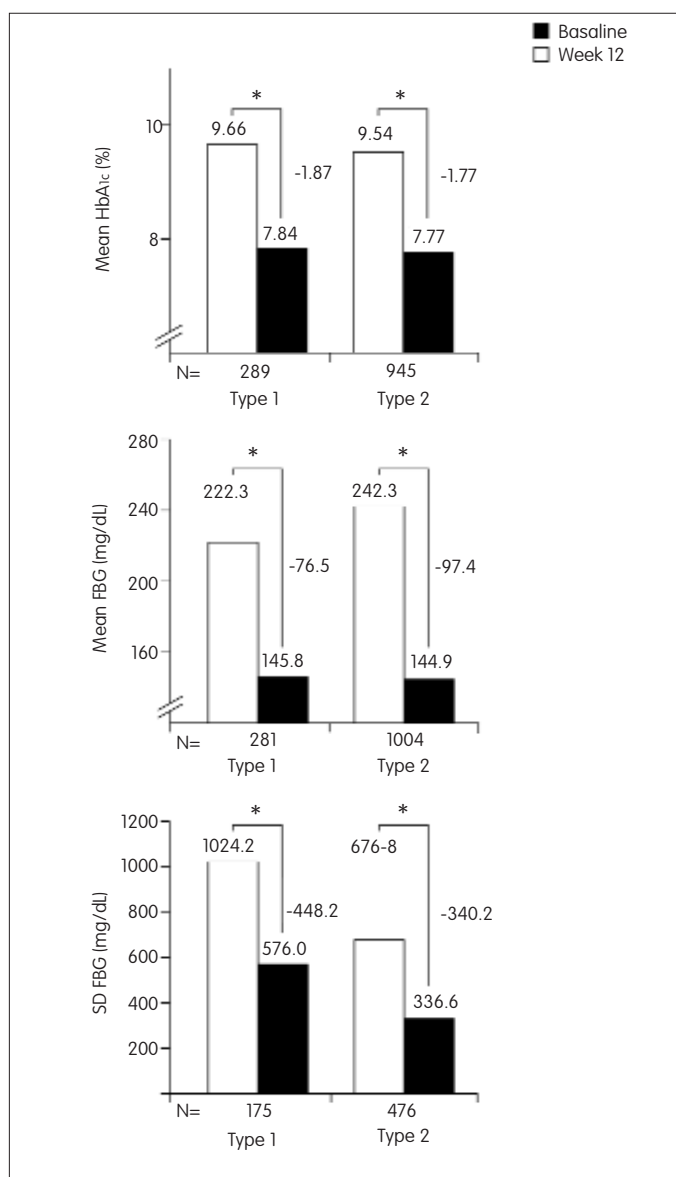 Basaline
Week 12
Mean HbA1c (%)
10
8
* *
9.66 9.54
-1.87 -1.77
7.84 7.77
N= 289 945
Type 1 Type 2
Mean FBG (mg/dL)
280
240
200
160
* *
222.3 242.3
-76.5 -97.4
145.8 144.9
N= 281 1004
Type 1 Type 2
SD FBG (mg/dL)
1200
1000
800
600
400
200
* *
1024.2 676-8
-448.2 -340.2
576.0 336.6
N= 175 476
Type 1 Type 2